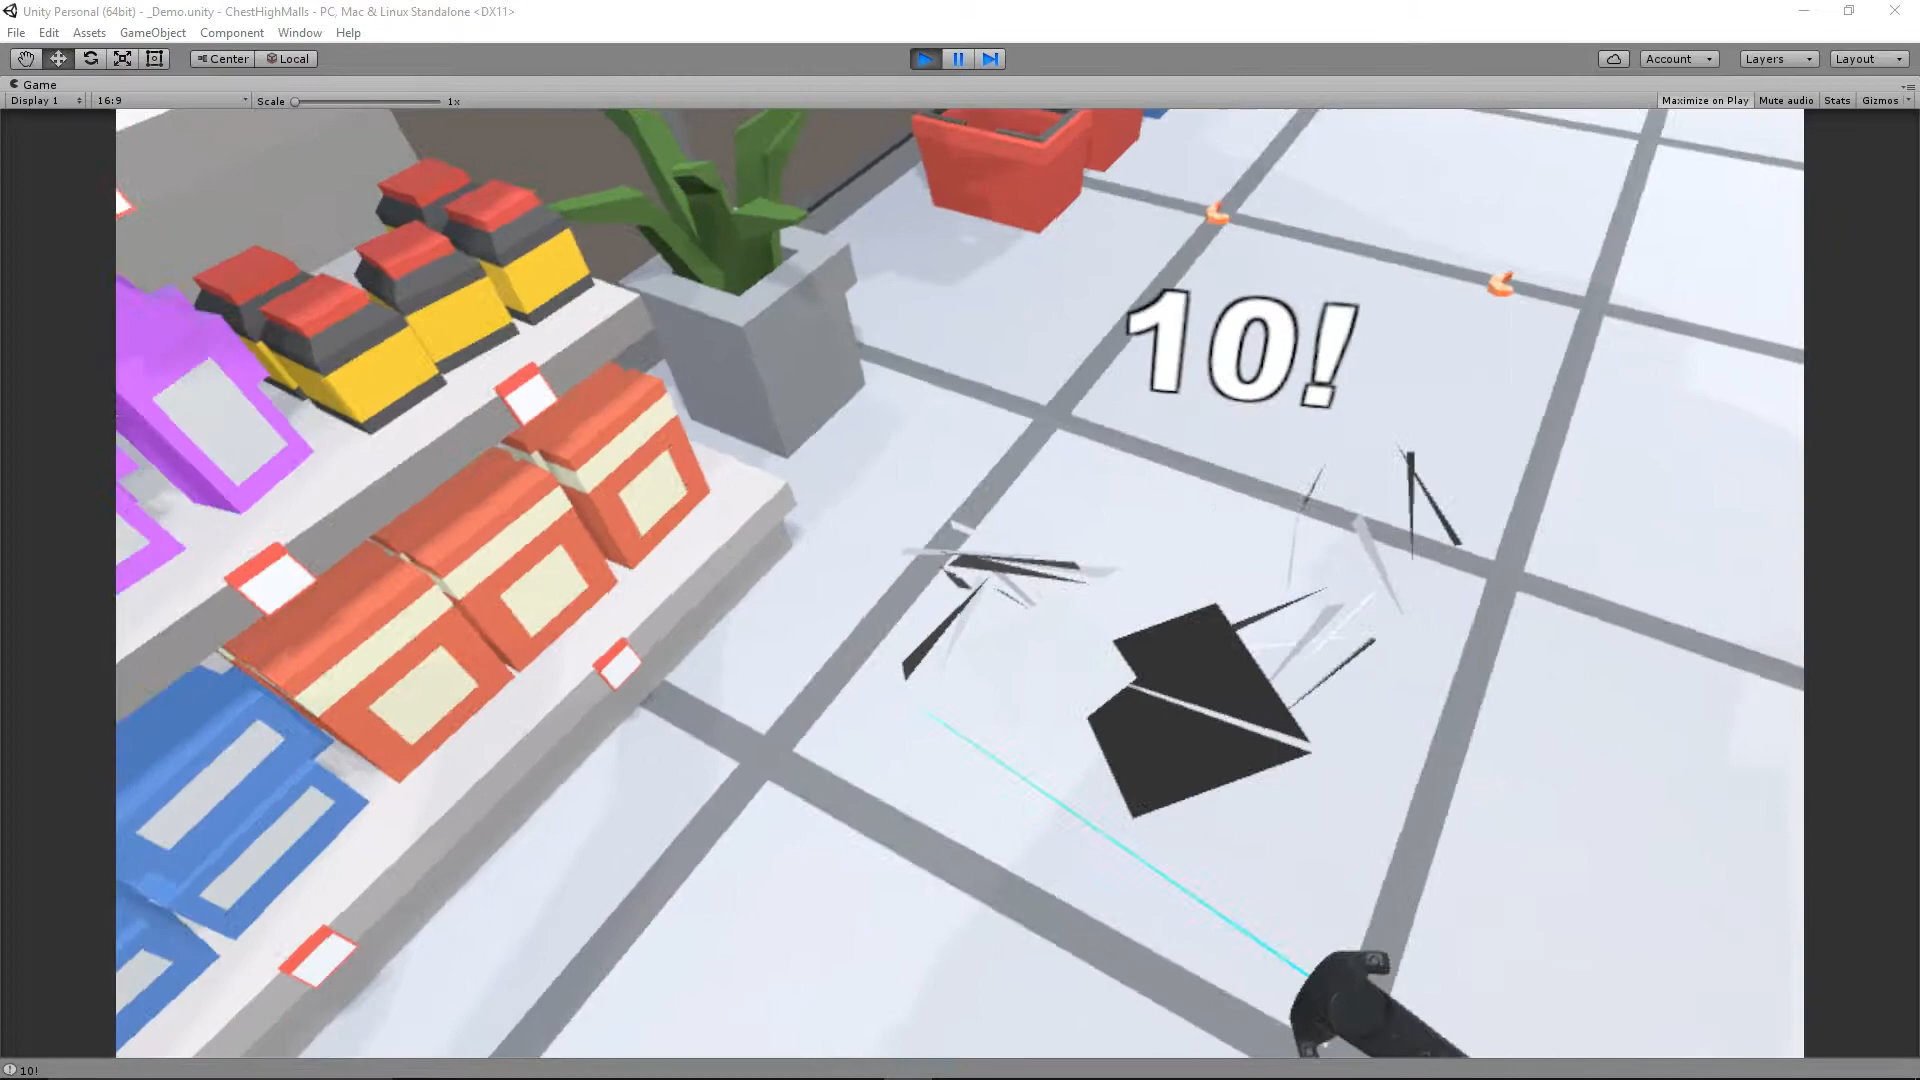 Unity Personal (64bit) - _Demo.unity - ChestHighMalls - PC, Mac & Linux Standalone <DX11>
File Edit Assets GameObject Component Window Help
Center Local Account Layers Layout
Game
Display 1 16:9 Scale 1x Maximize on Play Mute audio Stats Gizmos
10!
10!